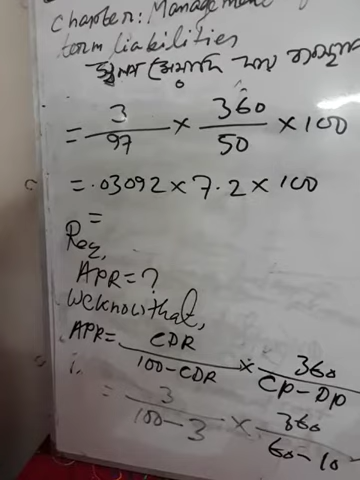 Chapter: Management
term liabilities
= 3/97 × 360/50 × 100
= .03092 × 7.2 × 100
=
Req,
APR = ?
We know that,
APR = CDR/100-CDR × 360/CP-DP
i.
= 3/100-3 × 360/60-10